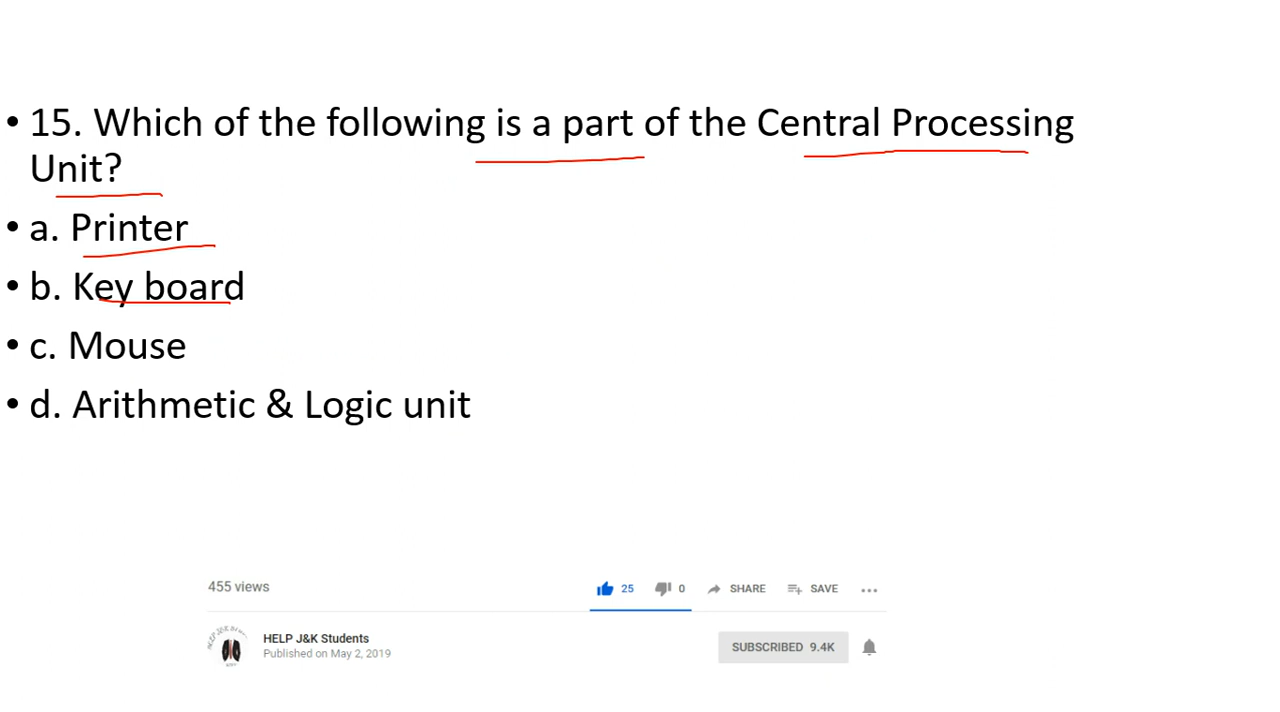 • 15. Which of the following is a part of the Central Processing
Unit?
• a. Printer
• b. Key board
• c. Mouse
• d. Arithmetic & Logic unit
455 views 25 0 SHARE SAVE
HELP J&K Students
Published on May 2, 2019
SUBSCRIBED 9.4K